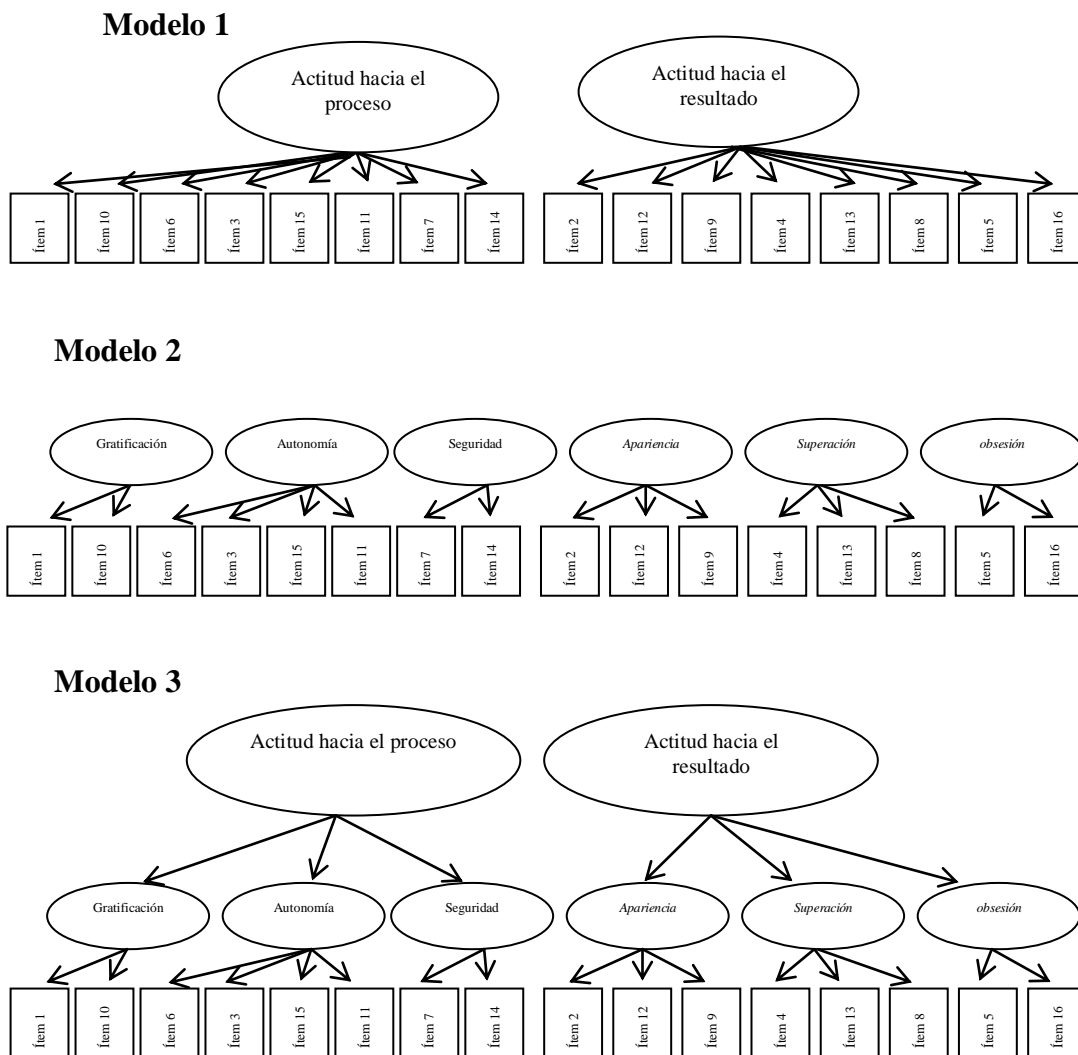 Modelo 1
Actitud hacia el
proceso
Actitud hacia el
resultado
Ítem 1
Ítem 10
Ítem 6
Ítem 3
Ítem 15
Ítem 11
Ítem 7
Ítem 14
Ítem 2
Ítem 12
Ítem 9
Ítem 4
Ítem 13
Ítem 8
Ítem 5
Ítem 16
Modelo 2
Gratificación
Autonomía
Seguridad
Apariencia
Superación
obsesión
Ítem 1
Ítem 10
Ítem 6
Ítem 3
Ítem 15
Ítem 11
Ítem 7
Ítem 14
Ítem 2
Ítem 12
Ítem 9
Ítem 4
Ítem 13
Ítem 8
Ítem 5
Ítem 16
Modelo 3
Actitud hacia el proceso
Actitud hacia el
resultado
Gratificación
Autonomía
Seguridad
Apariencia
Superación
obsesión
Ítem 1
Ítem 10
Ítem 6
Ítem 3
Ítem 15
Ítem 11
Ítem 7
Ítem 14
Ítem 2
Ítem 12
Ítem 9
Ítem 4
Ítem 13
Ítem 8
Ítem 5
Ítem 16